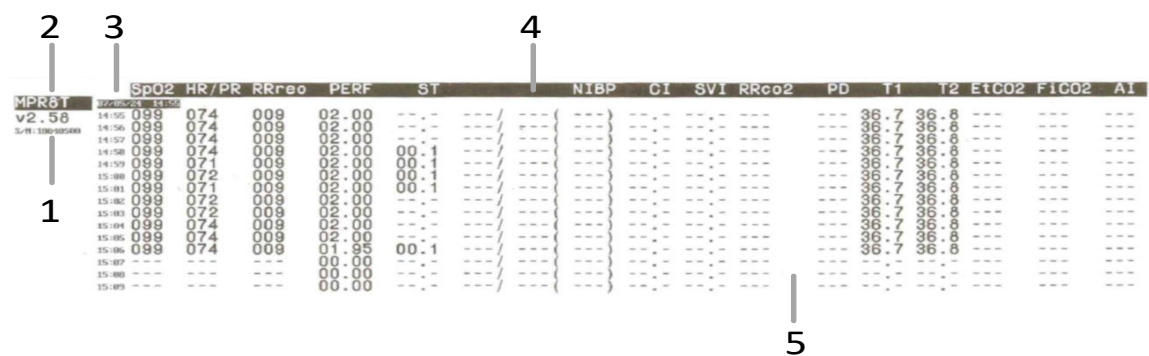 2 3 4
SpO2 HR/PR RRreo PERF ST NIBP CI SVI RRco2 PD T1 T2 EtCO2 FiCO2 AI
MPR8T 07/05/24 14:55
v2.58 14:55 099 074 009 02.00 --.- ---/ ---( ---) --.- --.- --- --- 36.7 36.8 --- --- ---
14:56 099 074 009 02.00 --.- ---/ ---( ---) --.- --.- --- --- 36.7 36.8 --- --- ---
14:57 099 074 009 02.00 --.- ---/ ---( ---) --.- --.- --- --- 36.7 36.8 --- --- ---
14:58 099 074 009 02.00 00.1 ---/ ---( ---) --.- --.- --- --- 36.7 36.8 --- --- ---
14:59 099 071 009 02.00 00.1 ---/ ---( ---) --.- --.- --- --- 36.7 36.8 --- --- ---
15:00 099 072 009 02.00 00.1 ---/ ---( ---) --.- --.- --- --- 36.7 36.8 --- --- ---
1 15:01 099 071 009 02.00 00.1 ---/ ---( ---) --.- --.- --- --- 36.7 36.8 --- --- ---
15:02 099 072 009 02.00 --.- ---/ ---( ---) --.- --.- --- --- 36.7 36.8 --- --- ---
15:03 099 072 009 02.00 --.- ---/ ---( ---) --.- --.- --- --- 36.7 36.8 --- --- ---
15:04 099 074 009 02.00 --.- ---/ ---( ---) --.- --.- --- --- 36.7 36.8 --- --- ---
15:05 099 074 009 02.00 --.- ---/ ---( ---) --.- --.- --- --- 36.7 36.8 --- --- ---
15:06 099 074 009 01.95 00.1 ---/ ---( ---) --.- --.- --- --- 36.7 36.8 --- --- ---
15:07 --- --- --- 00.00 --.- ---/ ---( ---) --.- --.- --- --- --.- --.- --- --- ---
15:08 --- --- --- 00.00 --.- ---/ ---( ---) --.- --.- --- --- --.- --.- --- --- ---
15:09 --- --- --- 00.00 --.- ---/ ---( ---) --.- --.- --- --- --.- --.- --- --- ---
5